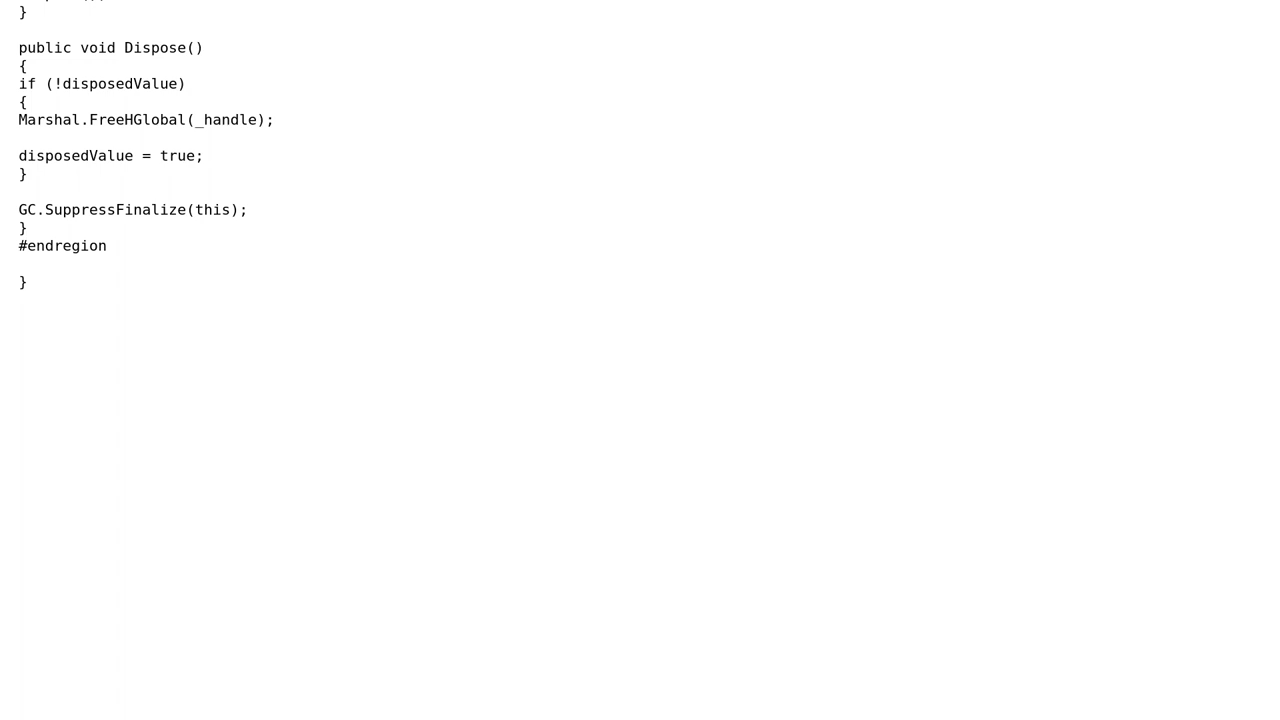 }
public void Dispose()
{
if (!disposedValue)
{
Marshal.FreeHGlobal(_handle);
disposedValue = true;
}
GC.SuppressFinalize(this);
}
#endregion
}